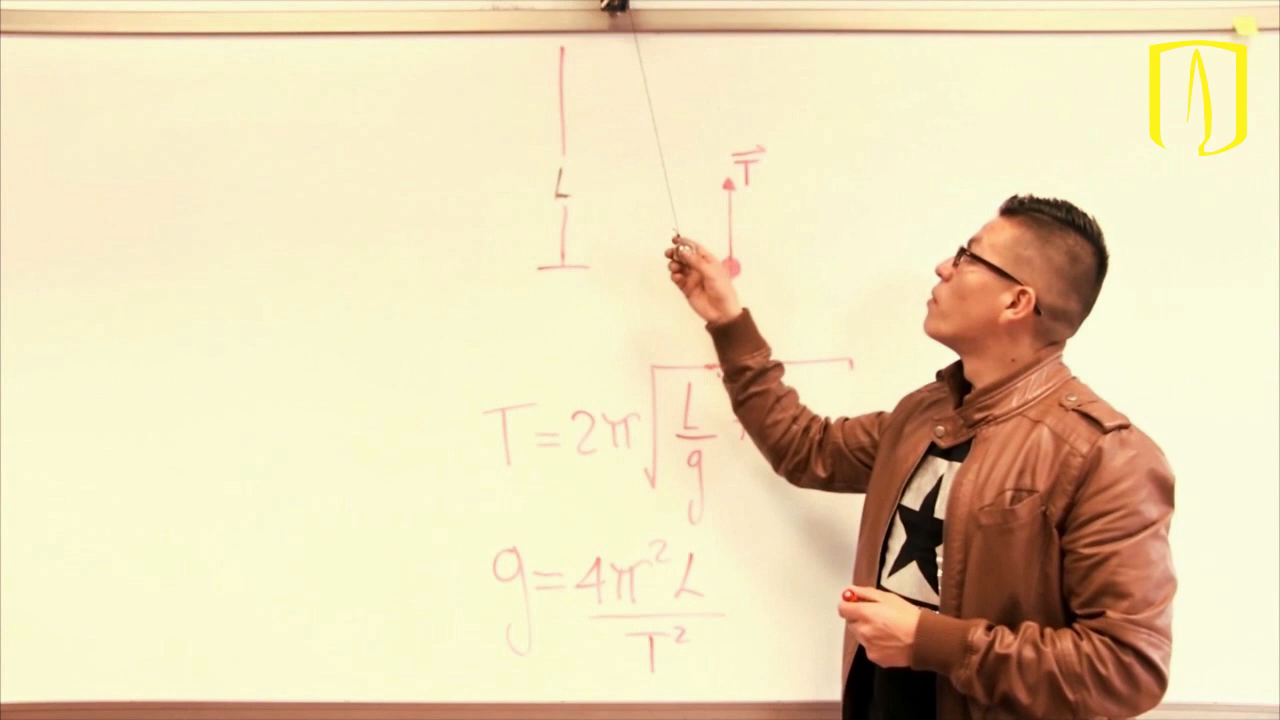 L
T
T = 2π√(L/g)
g = 4π² L / T²